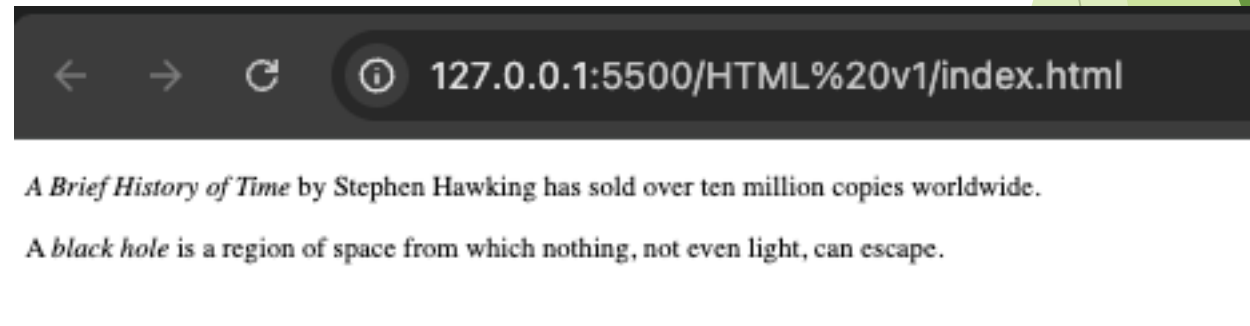 127.0.0.1:5500/HTML%20v1/index.html
A Brief History of Time by Stephen Hawking has sold over ten million copies worldwide.
A black hole is a region of space from which nothing, not even light, can escape.